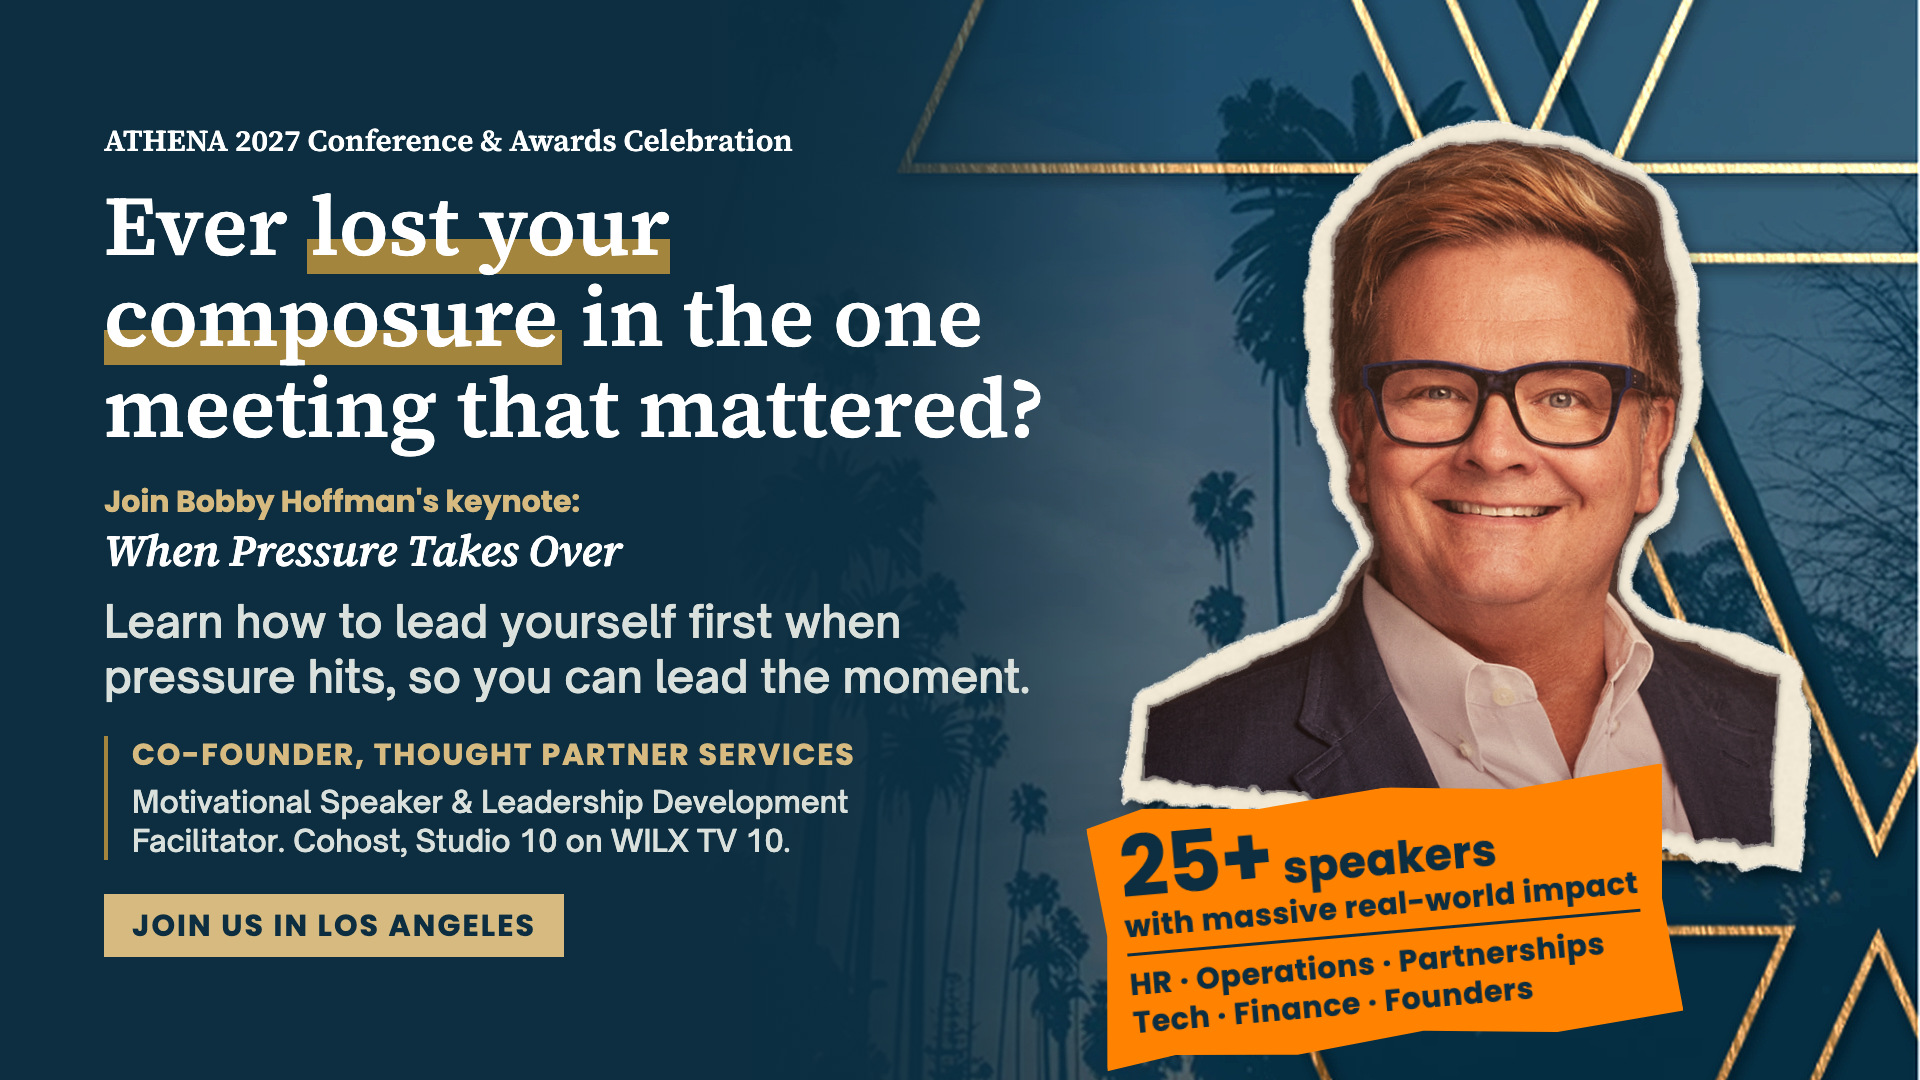 ATHENA 2027 Conference & Awards Celebration
Ever lost your
composure in the one
meeting that mattered?
Join Bobby Hoffman's keynote:
When Pressure Takes Over
Learn how to lead yourself first when
pressure hits, so you can lead the moment.
CO-FOUNDER, THOUGHT PARTNER SERVICES
Motivational Speaker & Leadership Development
Facilitator. Cohost, Studio 10 on WILX TV 10.
JOIN US IN LOS ANGELES
25+ speakers
with massive real-world impact
HR · Operations · Partnerships
Tech · Finance · Founders